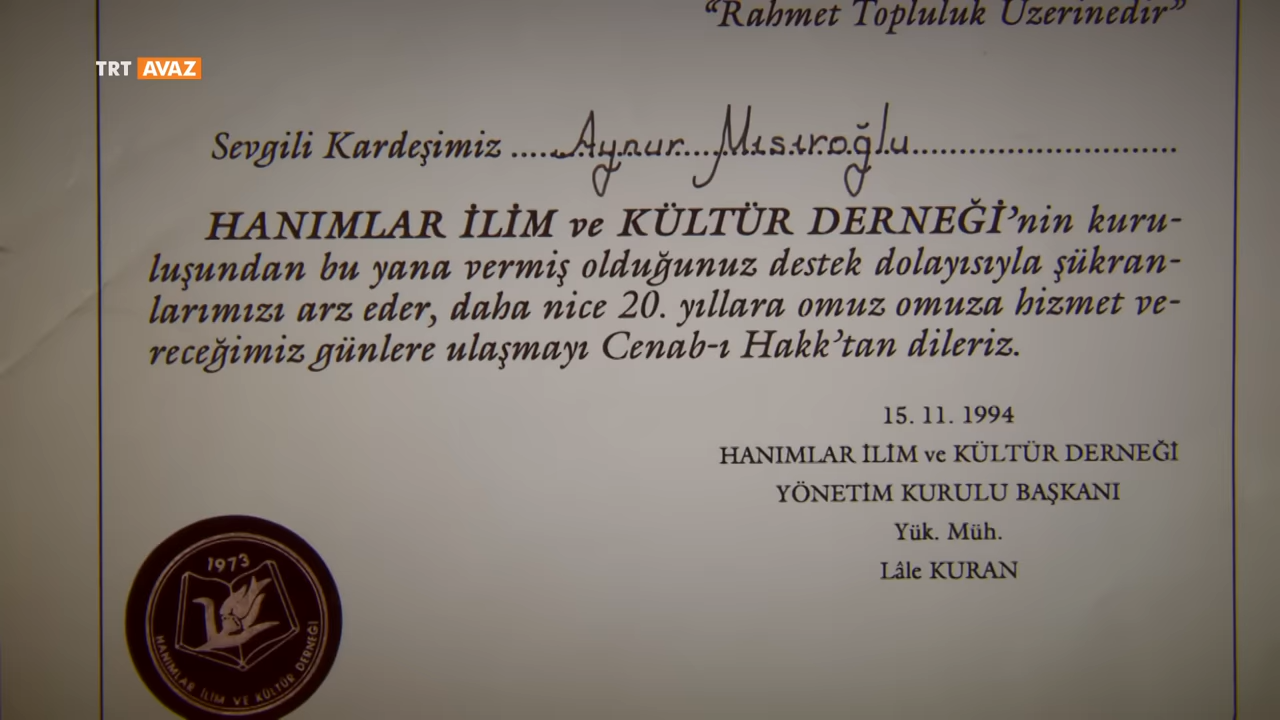 "Rahmet Topluluk Üzerinedir"
TRT AVAZ
Sevgili Kardeşimiz .....Aynur...Mısıroğlu............................
HANIMLAR İLİM ve KÜLTÜR DERNEĞİ'nin kuru-
luşundan bu yana vermiş olduğunuz destek dolayısıyla şükran-
larımızı arz eder, daha nice 20. yıllara omuz omuza hizmet ve-
receğimiz günlere ulaşmayı Cenab-ı Hakk'tan dileriz.
15. 11. 1994
HANIMLAR İLİM ve KÜLTÜR DERNEĞİ
YÖNETİM KURULU BAŞKANI
Yük. Müh.
Lâle KURAN
1973
HANIMLAR İLİM VE KÜLTÜR DERNEĞİ